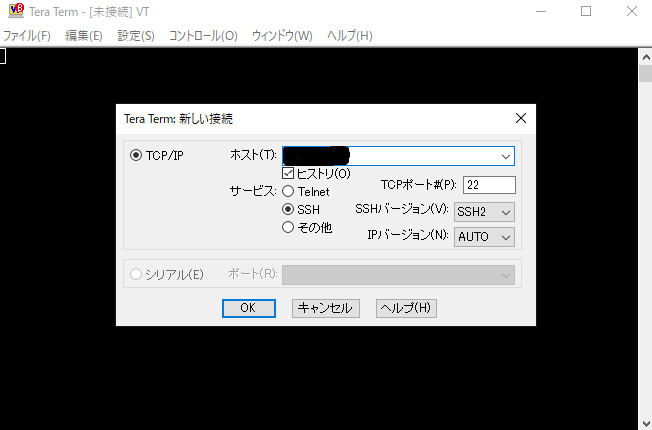 Tera Term - [未接続] VT
ファイル(F) 編集(E) 設定(S) コントロール(O) ウィンドウ(W) ヘルプ(H)
Tera Term: 新しい接続
TCP/IP
ホスト(T):
ヒストリ(O)
サービス:
Telnet
TCPポート#(P): 22
SSH
SSHバージョン(V): SSH2
その他
IPバージョン(N): AUTO
シリアル(E)
ポート(R):
OK キャンセル ヘルプ(H)